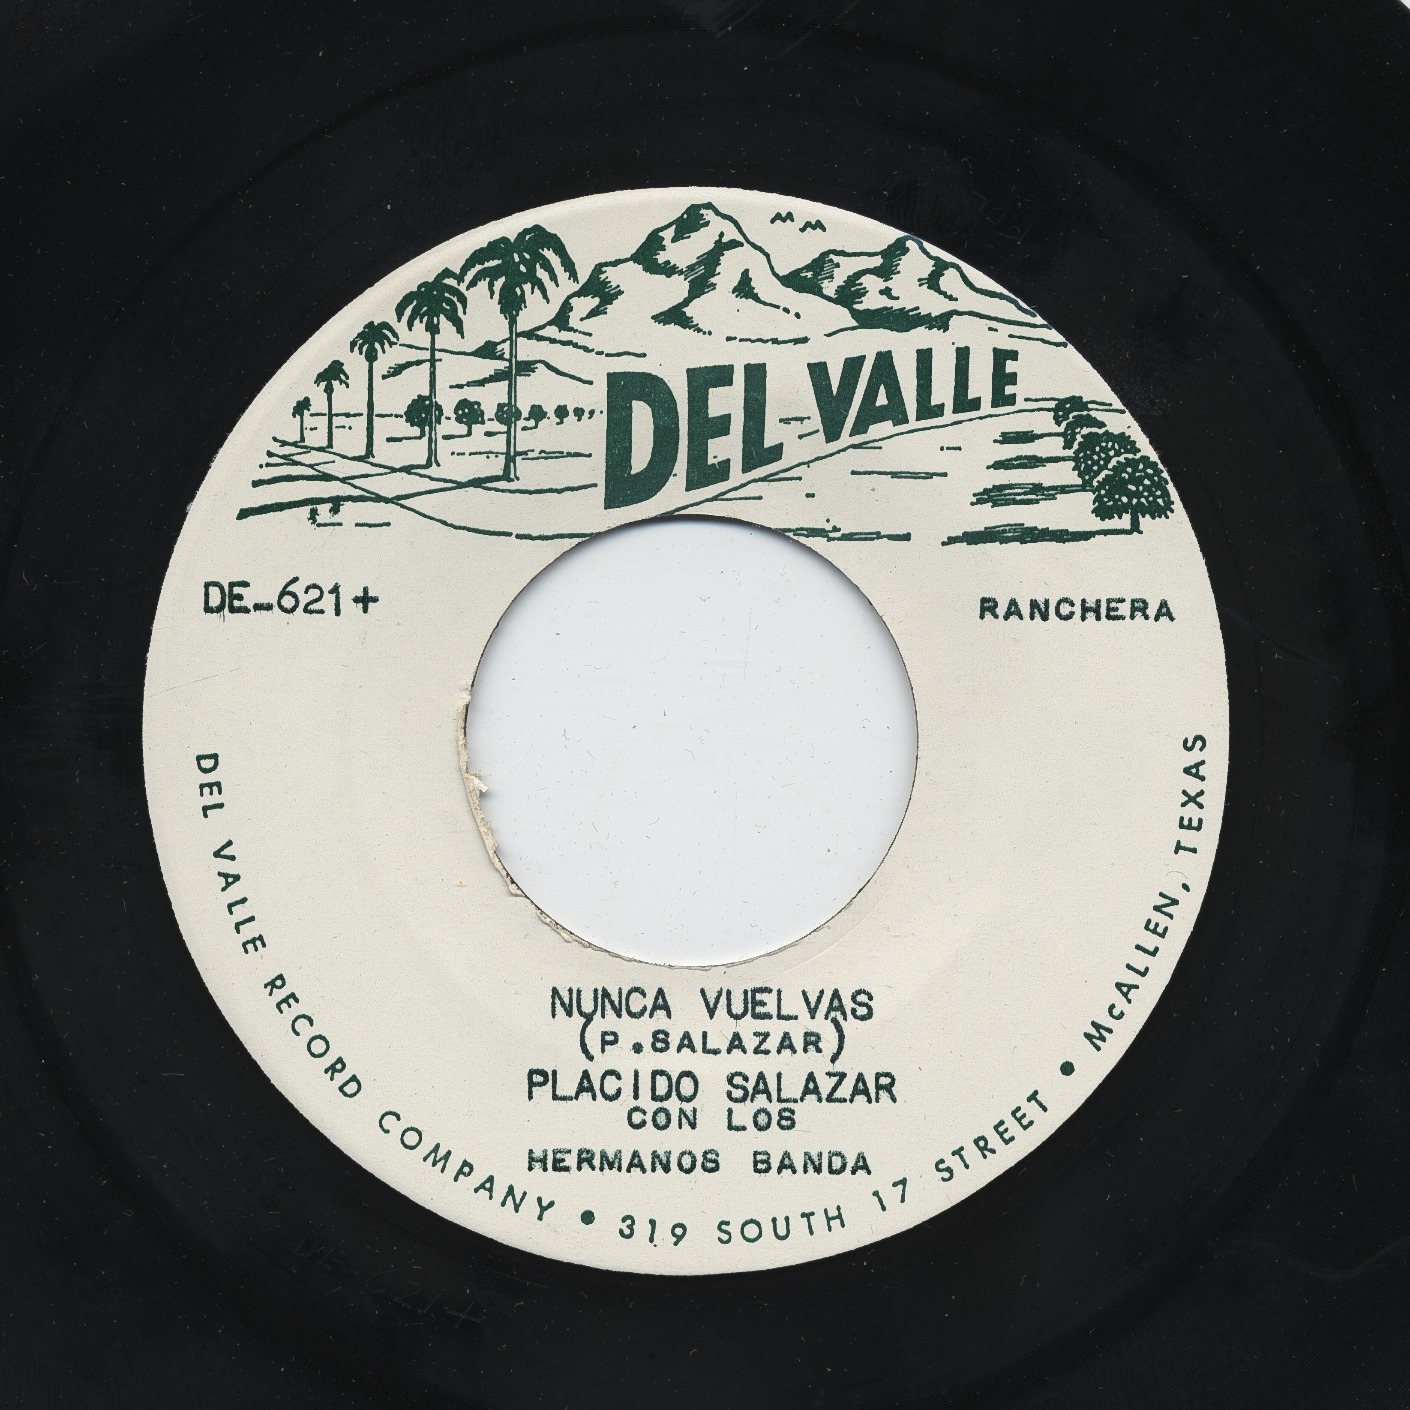 DEL VALLE
DE-621+
RANCHERA
NUNCA VUELVAS
(P.SALAZAR)
PLACIDO SALAZAR
CON LOS
HERMANOS BANDA
DEL VALLE RECORD COMPANY • 319 SOUTH 17 STREET • McALLEN, TEXAS